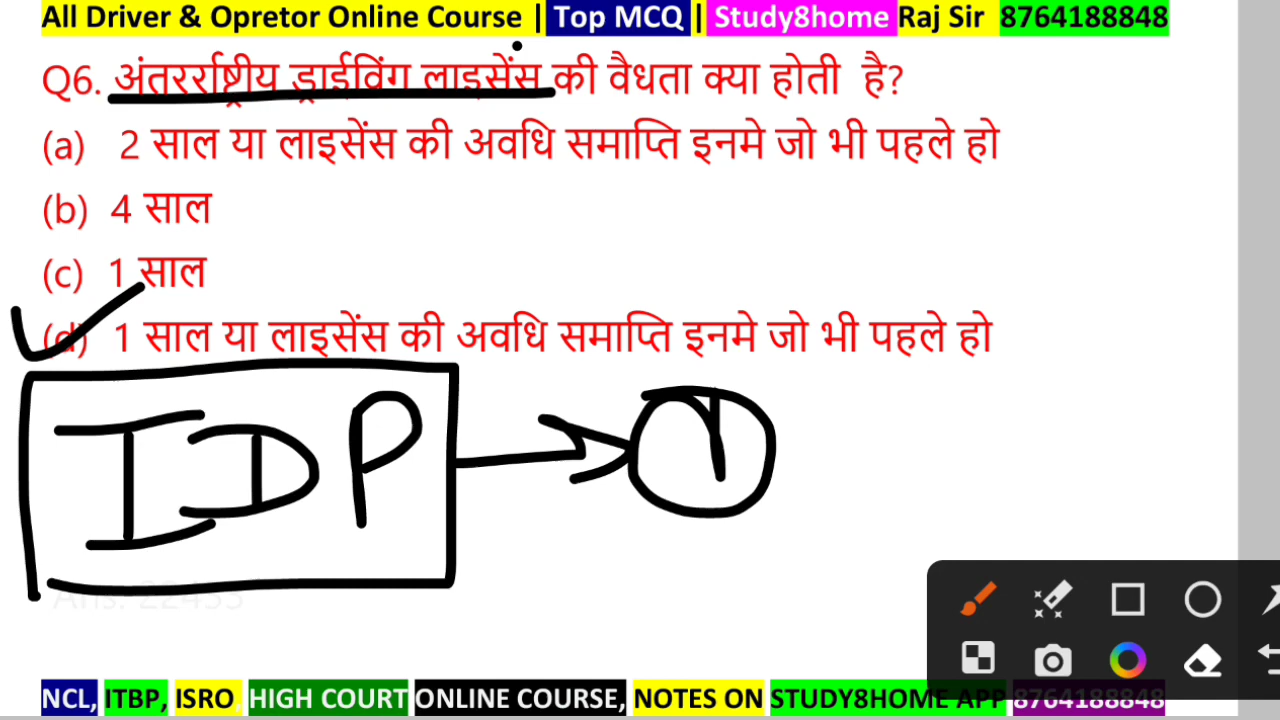 All Driver & Opretor Online Course | Top MCQ | Study8home Raj Sir 8764188848
Q6. अंतरर्राष्ट्रीय ड्राईविंग लाइसेंस की वैधता क्या होती है?
(a) 2 साल या लाइसेंस की अवधि समाप्ति इनमे जो भी पहले हो
(b) 4 साल
(c) 1 साल
(d) 1 साल या लाइसेंस की अवधि समाप्ति इनमे जो भी पहले हो
IDP
Ans. 22433
NCL, ITBP, ISRO, HIGH COURT ONLINE COURSE, NOTES ON STUDY8HOME APP 8764188848